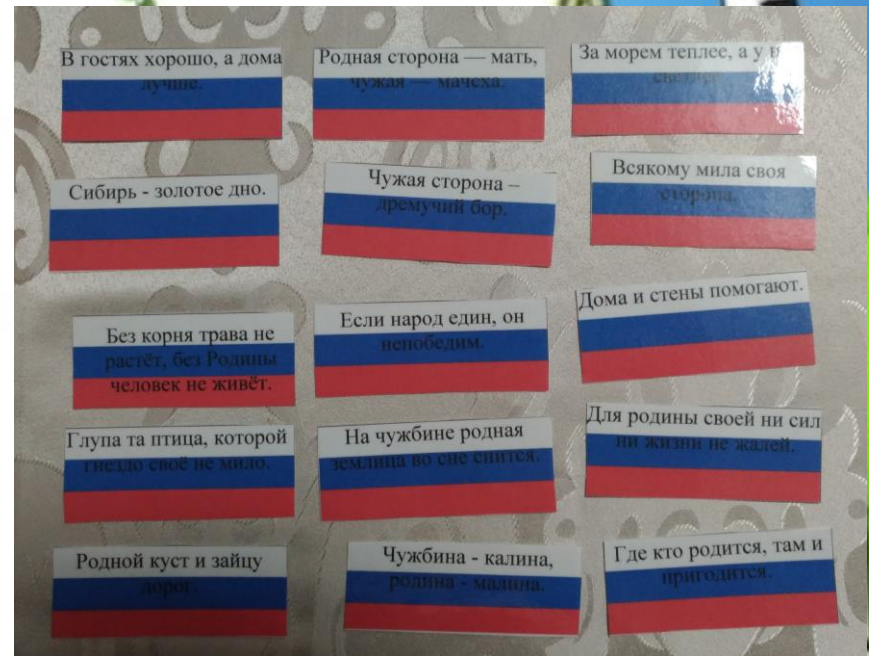 В гостях хорошо, а дома
лучше.
Родная сторона — мать,
чужая — мачеха.
За морем теплее, а у
светлее
Сибирь - золотое дно.
Чужая сторона –
дремучий бор.
Всякому мила своя
сторона.
Без корня трава не
растёт, без Родины
человек не живёт.
Если народ един, он
непобедим.
Дома и стены помогают.
Глупа та птица, которой
гнездо своё не мило.
На чужбине родная
землица во сне снится.
Для родины своей ни сил
ни жизни не жалей.
Родной куст и зайцу
дорог.
Чужбина - калина,
родина - малина.
Где кто родится, там и
пригодится.